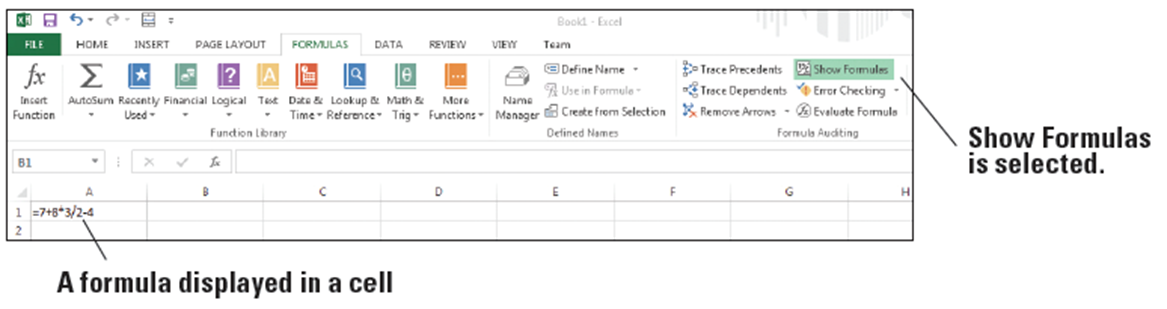 Book1 - Excel
FILE HOME INSERT PAGE LAYOUT FORMULAS DATA REVIEW VIEW Team
fx Σ ? A θ ...
Insert Function
AutoSum
Recently Used
Financial
Logical
Text
Date & Time
Lookup & Reference
Math & Trig
More Functions
Function Library
Name Manager
Define Name
Use in Formula
Create from Selection
Defined Names
Trace Precedents
Trace Dependents
Remove Arrows
Show Formulas
Error Checking
Evaluate Formula
Formula Auditing
Show Formulas
is selected.
B1 fx
A B C D E F G H
1 =7+8*3/2-4
2
A formula displayed in a cell